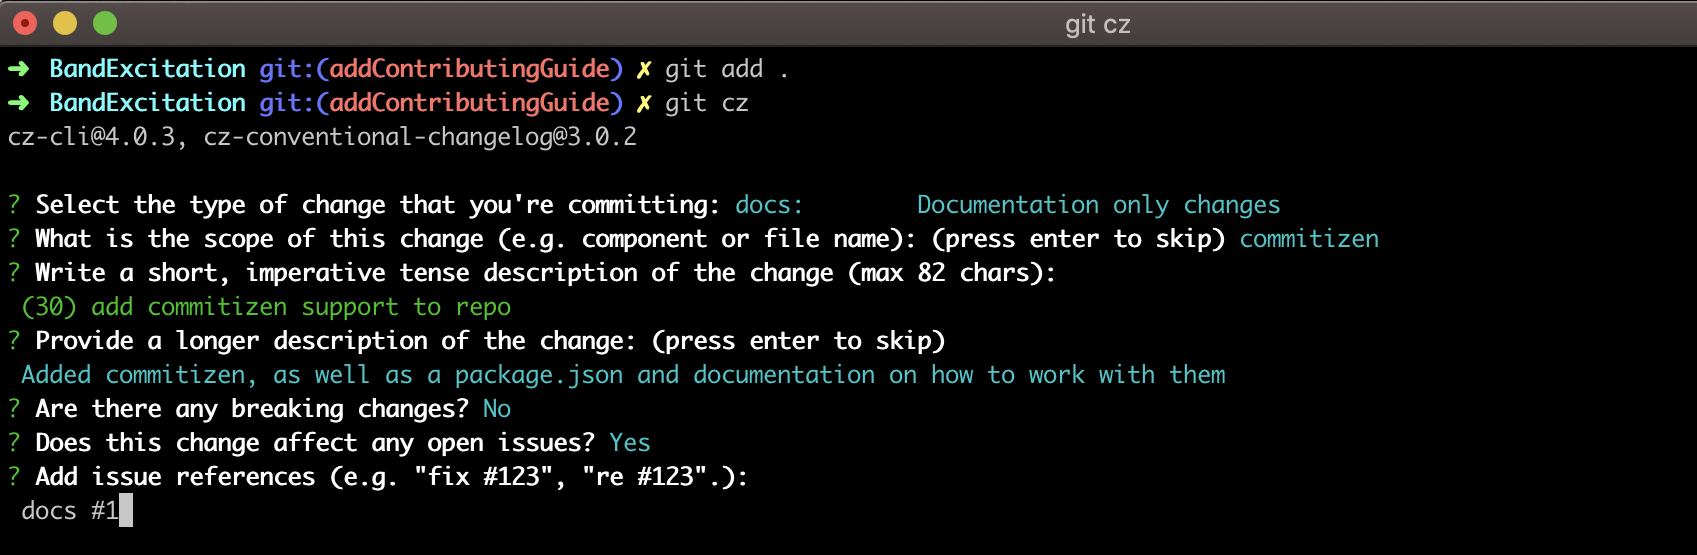 git cz
➜ BandExcitation git:(addContributingGuide) ✗ git add .
➜ BandExcitation git:(addContributingGuide) ✗ git cz
cz-cli@4.0.3, cz-conventional-changelog@3.0.2
? Select the type of change that you're committing: docs:        Documentation only changes
? What is the scope of this change (e.g. component or file name): (press enter to skip) commitizen
? Write a short, imperative tense description of the change (max 82 chars):
(30) add commitizen support to repo
? Provide a longer description of the change: (press enter to skip)
Added commitizen, as well as a package.json and documentation on how to work with them
? Are there any breaking changes? No
? Does this change affect any open issues? Yes
? Add issue references (e.g. "fix #123", "re #123".):
docs #1